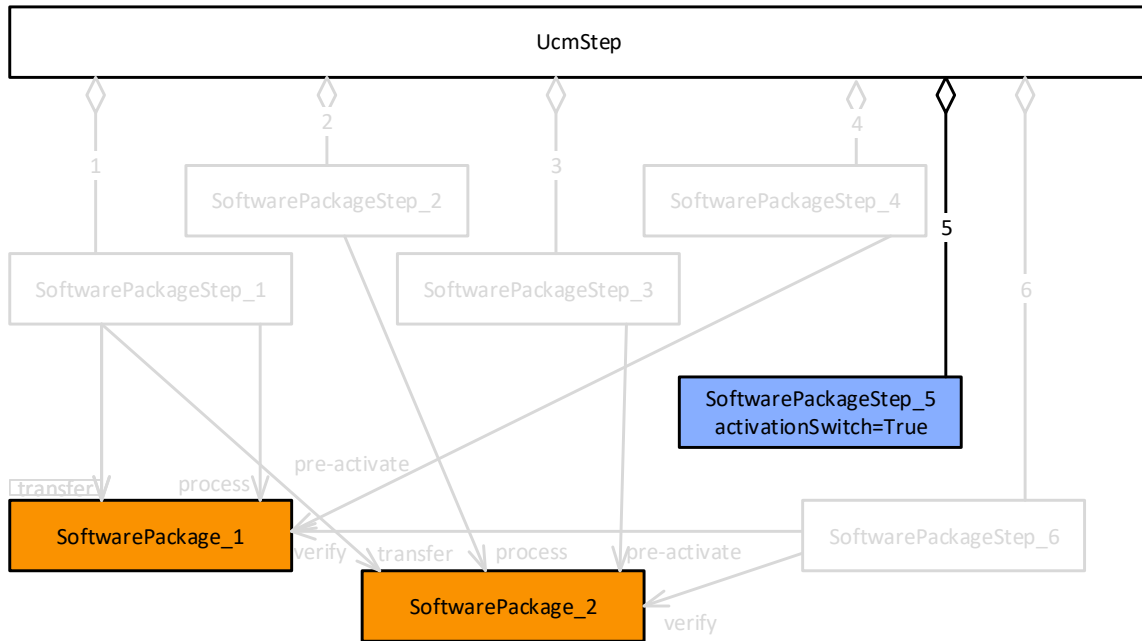 UcmStep
1
2
3
4
5
6
SoftwarePackageStep_2
SoftwarePackageStep_4
SoftwarePackageStep_1
SoftwarePackageStep_3
SoftwarePackageStep_5
activationSwitch=True
pre-activate
transfer
process
SoftwarePackage_1
SoftwarePackageStep_6
verify
transfer
process
pre-activate
SoftwarePackage_2
verify